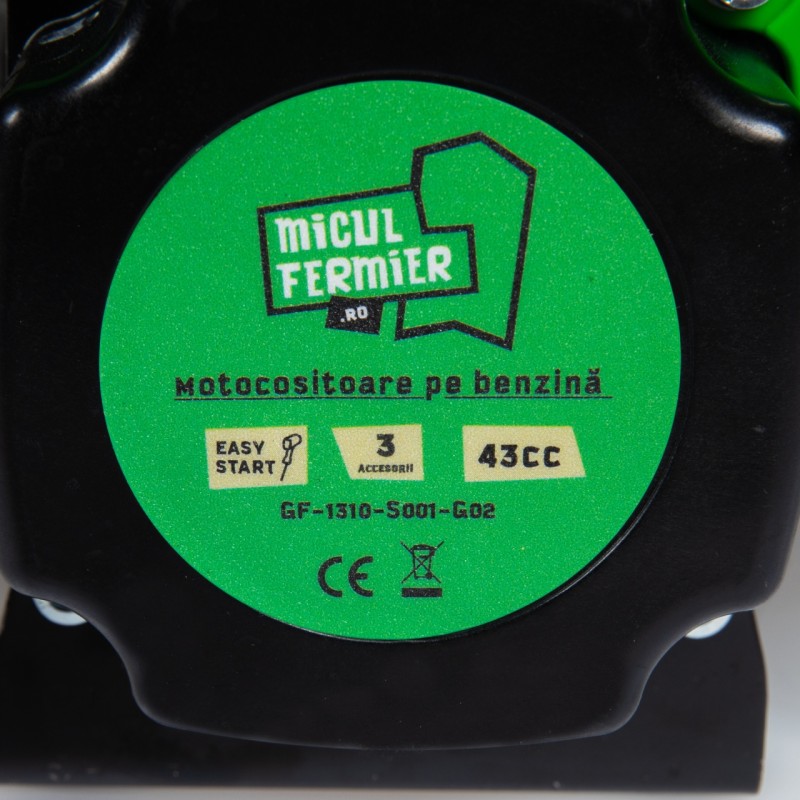 MiCUL
FERMiER
.RO
Motocositoare pe benzină
EASY
START
3
ACCESORII
43CC
GF-1310-S001-G02
CE